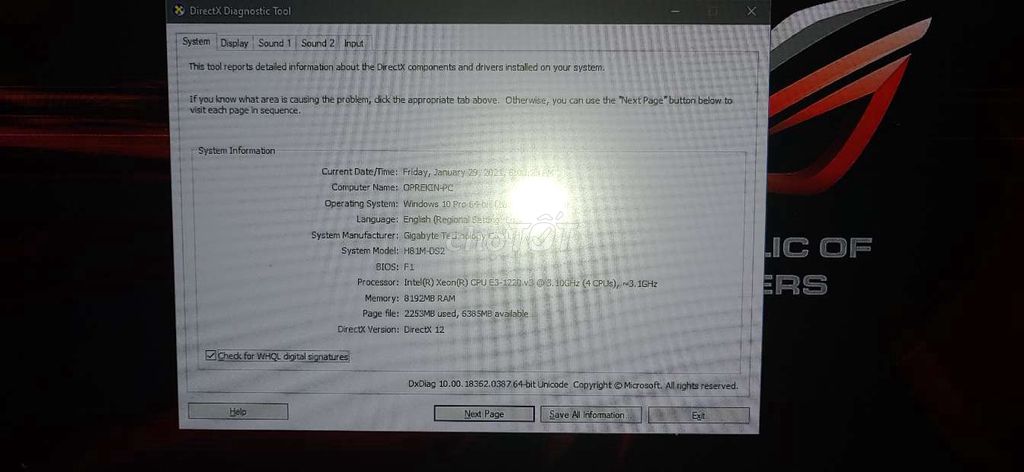 DirectX Diagnostic Tool
System Display Sound 1 Sound 2 Input
This tool reports detailed information about the DirectX components and drivers installed on your system.
If you know what area is causing the problem, click the appropriate tab above. Otherwise, you can use the "Next Page" button below to
visit each page in sequence.
System Information
Current Date/Time: Friday, January 29, 2021,
Computer Name: OPREKIN-PC
Operating System: Windows 10 Pro 64-bit
Language: English (Regional Setting:
System Manufacturer: Gigabyte Technology
System Model: H81M-DS2
BIOS: F1
Processor: Intel(R) Xeon(R) CPU E3-1220 v3 @ 3.10GHz (4 CPUs), ~3.1GHz
Memory: 8192MB RAM
Page file: 2253MB used, 6385MB available
DirectX Version: DirectX 12
Check for WHQL digital signatures
DxDiag 10.00.18362.0387 64-bit Unicode Copyright © Microsoft. All rights reserved.
Help Next Page Save All Information... Exit
LIC OF
ERS
CHỢTỐT